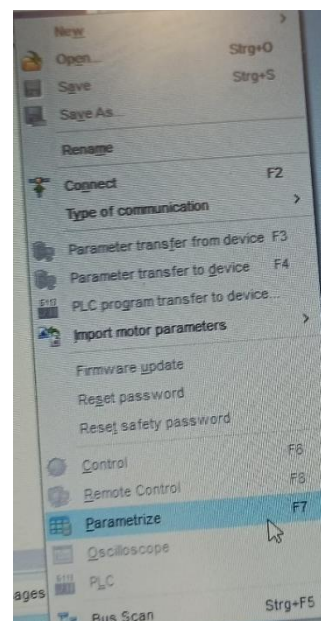 New
Open... Strg+O
Save Strg+S
Save As...
Rename
Connect F2
Type of communication
Parameter transfer from device F3
Parameter transfer to device F4
PLC program transfer to device...
Import motor parameters
Firmware update
Reset password
Reset safety password
Control F6
Remote Control F6
Parametrize F7
Oscilloscope
PLC
ages
Bus Scan Strg+F5